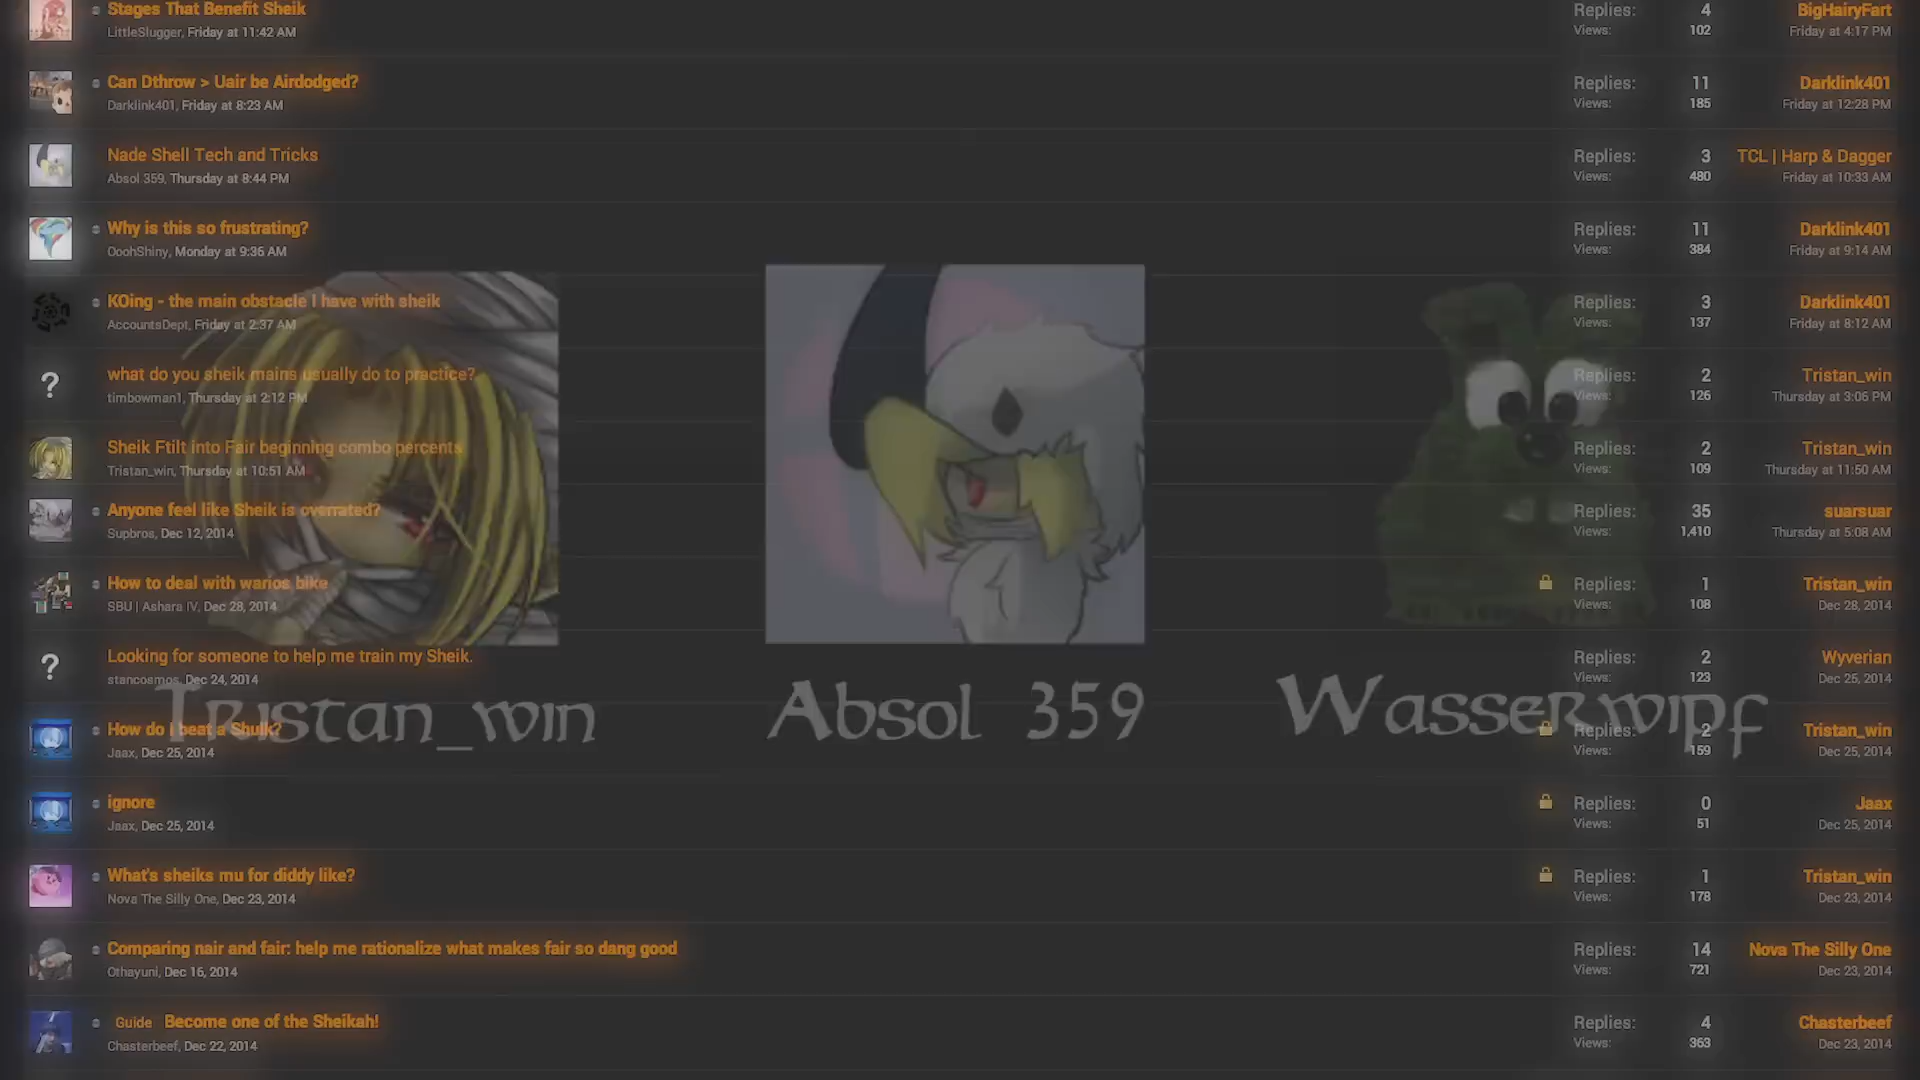 Stages That Benefit Sheik
LittleSlugger, Friday at 11:42 AM
Replies: 4
Views: 102
BigHairyFart
Friday at 4:17 PM
Can Dthrow > Uair be Airdodged?
Darklink401, Friday at 8:23 AM
Replies: 11
Views: 185
Darklink401
Friday at 12:28 PM
Nade Shell Tech and Tricks
Absol 359, Thursday at 8:44 PM
Replies: 3
Views: 480
TCL | Harp & Dagger
Friday at 10:33 AM
Why is this so frustrating?
OoohShiny, Monday at 9:36 AM
Replies: 11
Views: 384
Darklink401
Friday at 9:14 AM
KOing - the main obstacle I have with sheik
AccountsDept, Friday at 2:37 AM
Replies: 3
Views: 137
Darklink401
Friday at 8:12 AM
?
what do you sheik mains usually do to practice?
timbowman1, Thursday at 2:12 PM
Replies: 2
Views: 126
Tristan_win
Thursday at 3:06 PM
Sheik Ftilt into Fair beginning combo percents
Tristan_win, Thursday at 10:51 AM
Replies: 2
Views: 109
Tristan_win
Thursday at 11:50 AM
Anyone feel like Sheik is overrated?
Supbros, Dec 12, 2014
Replies: 35
Views: 1,410
suarsuar
Thursday at 5:08 AM
How to deal with warios bike
SBU | Ashara IV, Dec 28, 2014
Replies: 1
Views: 108
Tristan_win
Dec 28, 2014
?
Looking for someone to help me train my Sheik.
stancosmos, Dec 24, 2014
Replies: 2
Views: 123
Wyverian
Dec 25, 2014
Tristan_win
Absol 359
Wasserwipf
How do i beat a Shulk?
Jaax, Dec 25, 2014
Replies: 2
Views: 159
Tristan_win
Dec 25, 2014
ignore
Jaax, Dec 25, 2014
Replies: 0
Views: 51
Jaax
Dec 25, 2014
What's sheiks mu for diddy like?
Nova The Silly One, Dec 23, 2014
Replies: 1
Views: 178
Tristan_win
Dec 23, 2014
Comparing nair and fair: help me rationalize what makes fair so dang good
Othayuni, Dec 16, 2014
Replies: 14
Views: 721
Nova The Silly One
Dec 23, 2014
Guide Become one of the Sheikah!
Chasterbeef, Dec 22, 2014
Replies: 4
Views: 363
Chasterbeef
Dec 23, 2014